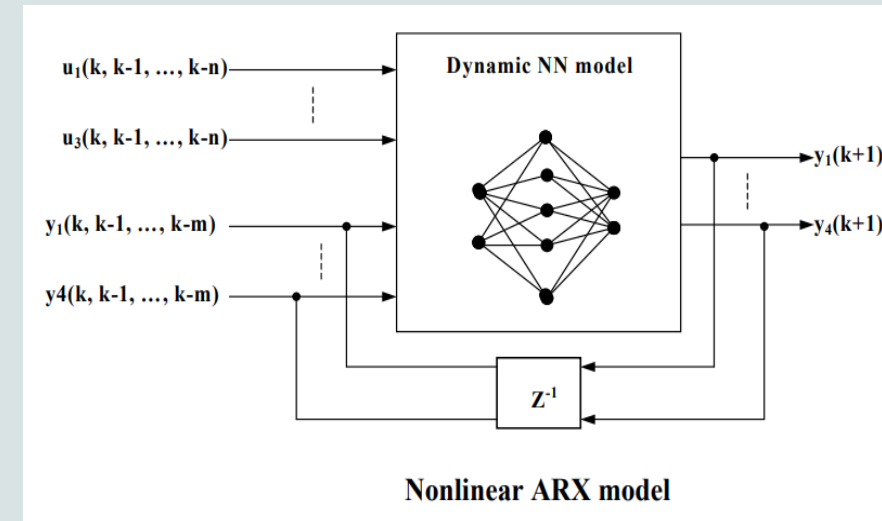 u₁(k, k-1, ..., k-n)
Dynamic NN model
u₃(k, k-1, ..., k-n)
y₁(k+1)
y₁(k, k-1, ..., k-m)
y₄(k+1)
y4(k, k-1, ..., k-m)
Z⁻¹
Nonlinear ARX model